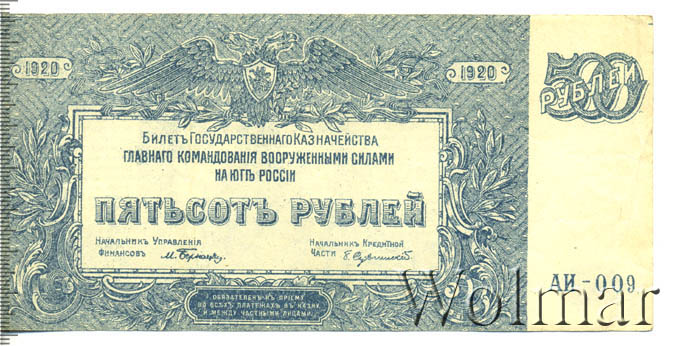 1920
1920
500
РУБЛЕЙ
Билетъ Государственнаго Казначейства
ГЛАВНАГО КОМАНДОВАНІЯ ВООРУЖЕННЫМИ СИЛАМИ
НА ЮГѢ РОССІИ
ПЯТЬСОТЪ РУБЛЕЙ
Начальникъ Управленія
Финансовъ
Начальникъ Кредитной
Части
ОБЯЗАТЕЛЕНЪ КЪ ПРІЕМУ
ВО ВСѢХЪ ПЛАТЕЖАХЪ ВЪ КАЗНУ
И МЕЖДУ ЧАСТНЫМИ ЛИЦАМИ.
АИ-009
Wolmar